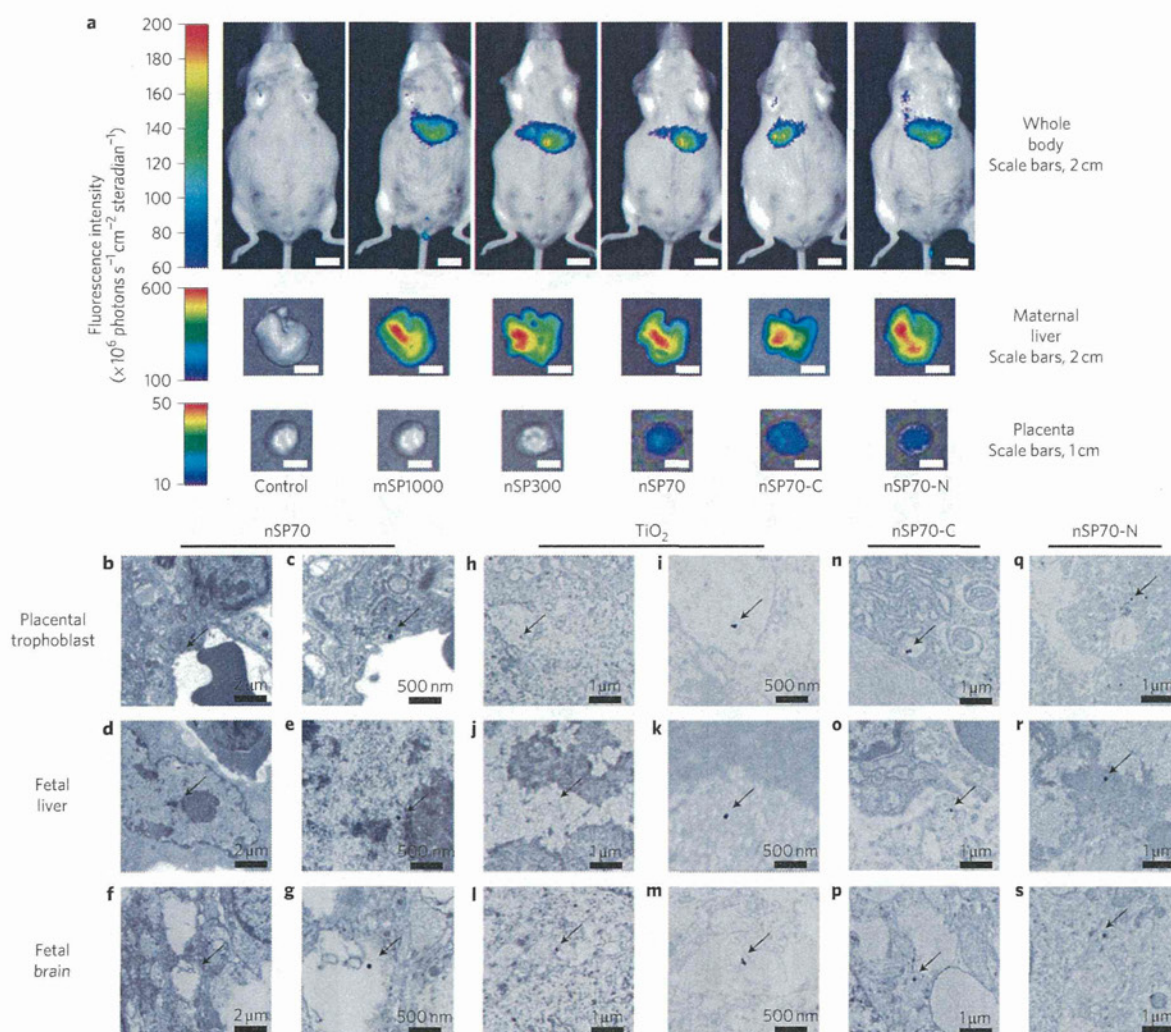 a
200
180
160
140
120
100
80
60
600
100
50
10
Fluorescence intensity
(×10⁶ photons s⁻¹ cm⁻² steradian⁻¹)
Whole
body
Scale bars, 2 cm
Maternal
liver
Scale bars, 2 cm
Placenta
Scale bars, 1 cm
Control mSP1000 nSP300 nSP70 nSP70-C nSP70-N
nSP70 TiO₂ nSP70-C nSP70-N
b c h i n q
Placental
trophoblast
2 μm 500 nm 1 μm 500 nm 1 μm 1 μm
d e j k o r
Fetal
liver
2 μm 500 nm 1 μm 500 nm 1 μm 1 μm
f g l m p s
Fetal
brain
2 μm 500 nm 1 μm 500 nm 1 μm 1 μm